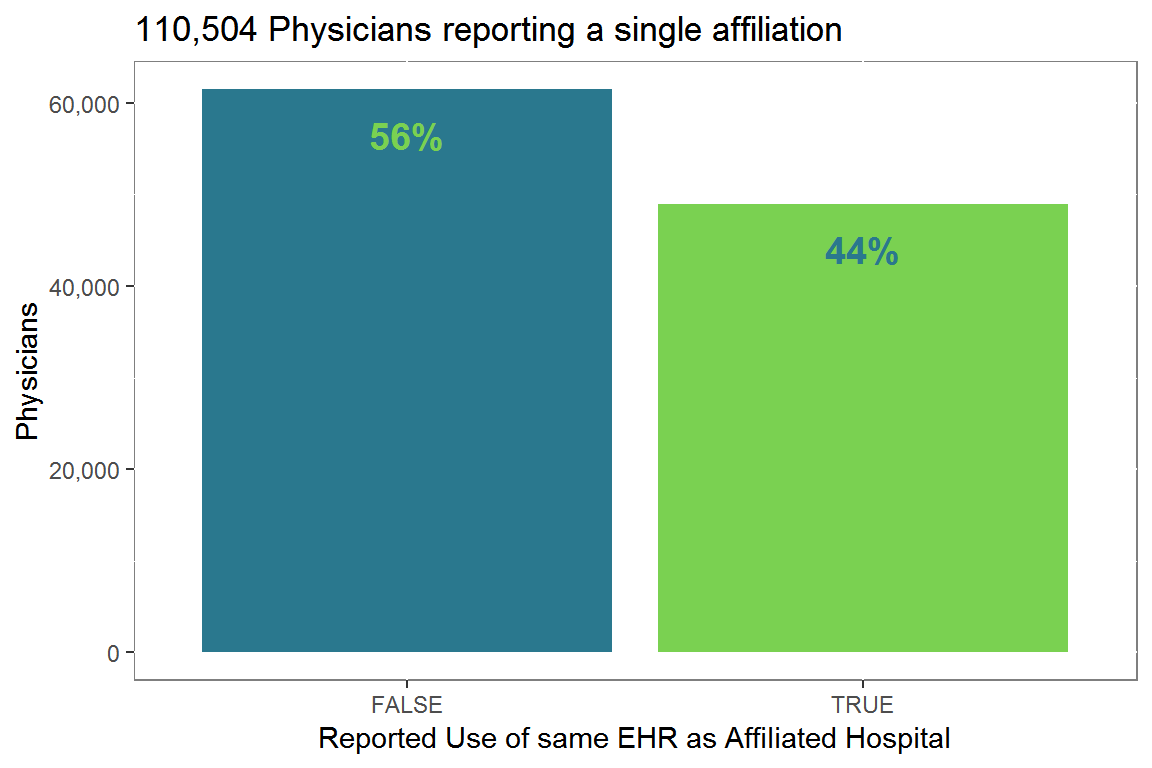 110,504 Physicians reporting a single affiliation
60,000
40,000
20,000
0
Physicians
56%
44%
FALSE
TRUE
Reported Use of same EHR as Affiliated Hospital